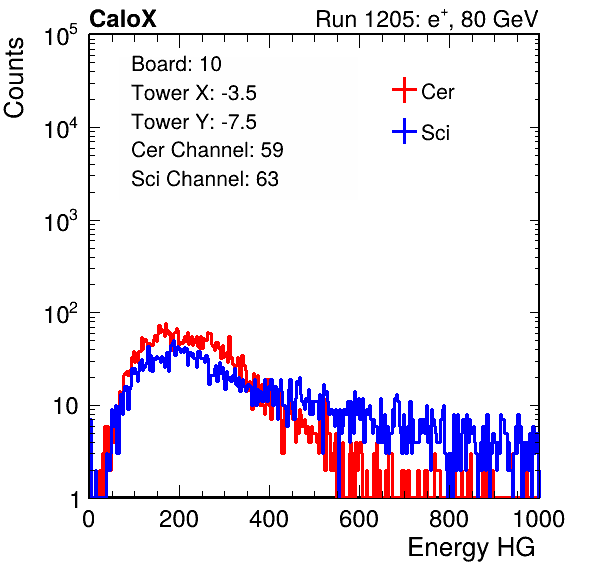 CaloX Run 1205: e⁺, 80 GeV
Counts
10⁵
10⁴
10³
10²
10
1
Board: 10
Tower X: -3.5
Tower Y: -7.5
Cer Channel: 59
Sci Channel: 63
Cer
Sci
0 200 400 600 800 1000
Energy HG